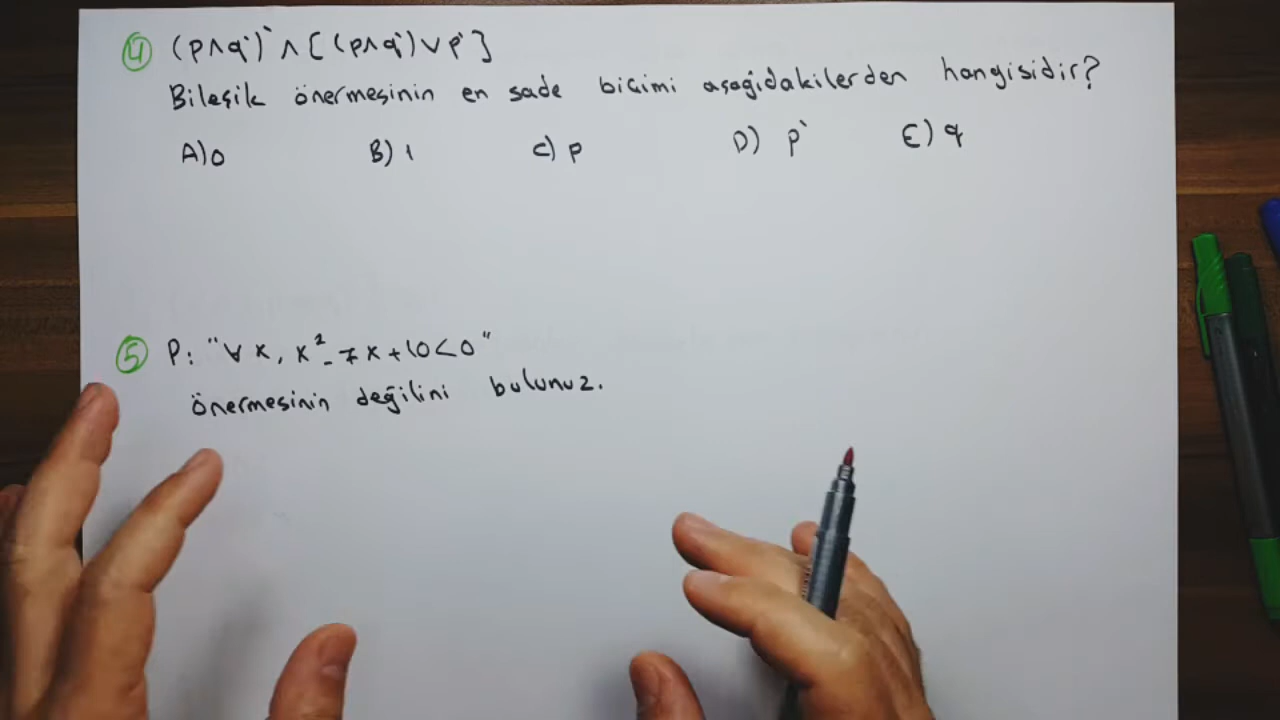 ④ (p∧q')' ∧ [(p∧q') ∨ p']
Bileşik önermesinin en sade biçimi aşağıdakilerden hangisidir?
A) 0 B) 1 C) p D) p' E) q
⑤ P: "∀x, x²-7x+10<0"
önermesinin değilini bulunuz.